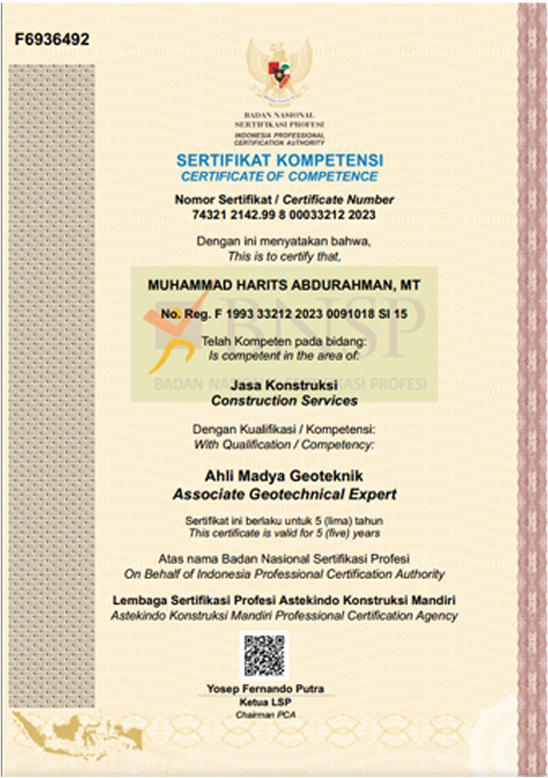 F6936492
BADAN NASIONAL
SERTIFIKASI PROFESI
INDONESIA PROFESSIONAL
CERTIFICATION AUTHORITY
SERTIFIKAT KOMPETENSI
CERTIFICATE OF COMPETENCE
Nomor Sertifikat / Certificate Number
74321 2142.99 8 00033212 2023
Dengan ini menyatakan bahwa,
This is to certify that,
MUHAMMAD HARITS ABDURAHMAN, MT
No. Reg. F 1993 33212 2023 0091018 SI 15
BNSP
Telah Kompeten pada bidang:
Is competent in the area of:
BADAN NASIONAL SERTIFIKASI PROFESI
Jasa Konstruksi
Construction Services
Dengan Kualifikasi / Kompetensi:
With Qualification / Competency:
Ahli Madya Geoteknik
Associate Geotechnical Expert
Sertifikat ini berlaku untuk 5 (lima) tahun
This certificate is valid for 5 (five) years
Atas nama Badan Nasional Sertifikasi Profesi
On Behalf of Indonesia Professional Certification Authority
Lembaga Sertifikasi Profesi Astekindo Konstruksi Mandiri
Astekindo Konstruksi Mandiri Professional Certification Agency
Yosep Fernando Putra
Ketua LSP
Chairman PCA